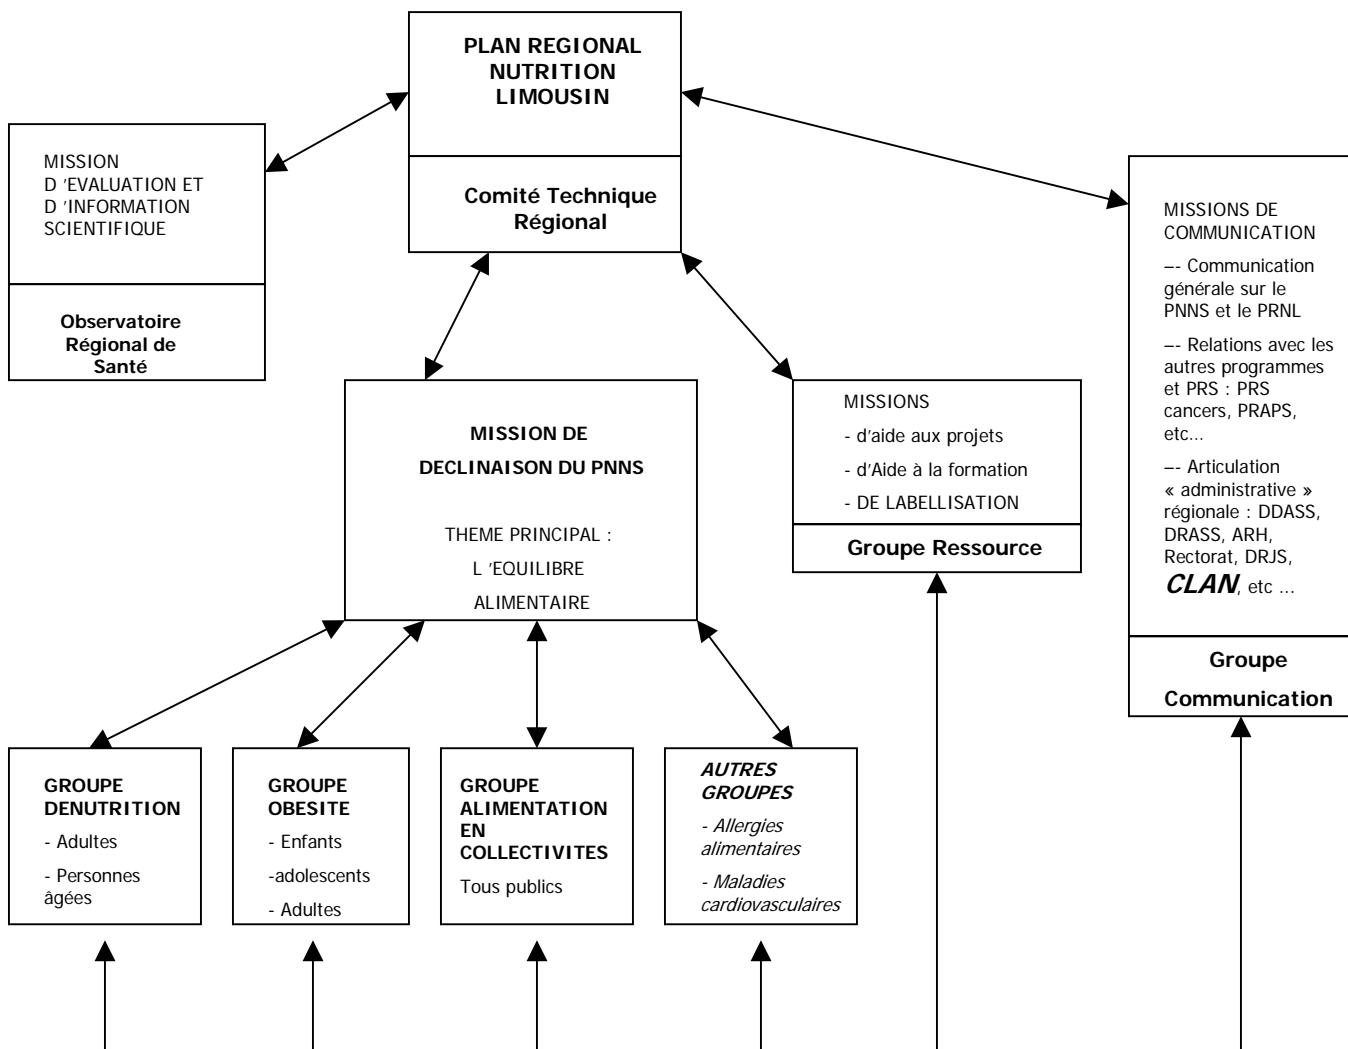 PLAN REGIONAL
NUTRITION
LIMOUSIN
Comité Technique
Régional
MISSION
D 'EVALUATION ET
D 'INFORMATION
SCIENTIFIQUE
Observatoire
Régional de
Santé
MISSION DE
DECLINAISON DU PNNS
THEME PRINCIPAL :
L 'EQUILIBRE
ALIMENTAIRE
MISSIONS
- d'aide aux projets
- d'Aide à la formation
- DE LABELLISATION
Groupe Ressource
MISSIONS DE
COMMUNICATION
–- Communication
générale sur le
PNNS et le PRNL
–- Relations avec les
autres programmes
et PRS : PRS
cancers, PRAPS,
etc...
–- Articulation
« administrative »
régionale : DDASS,
DRASS, ARH,
Rectorat, DRJS,
CLAN, etc ...
Groupe
Communication
GROUPE
DENUTRITION
- Adultes
- Personnes
âgées
GROUPE
OBESITE
- Enfants
-adolescents
- Adultes
GROUPE
ALIMENTATION
EN
COLLECTIVITES
Tous publics
AUTRES
GROUPES
- Allergies
alimentaires
- Maladies
cardiovasculaires